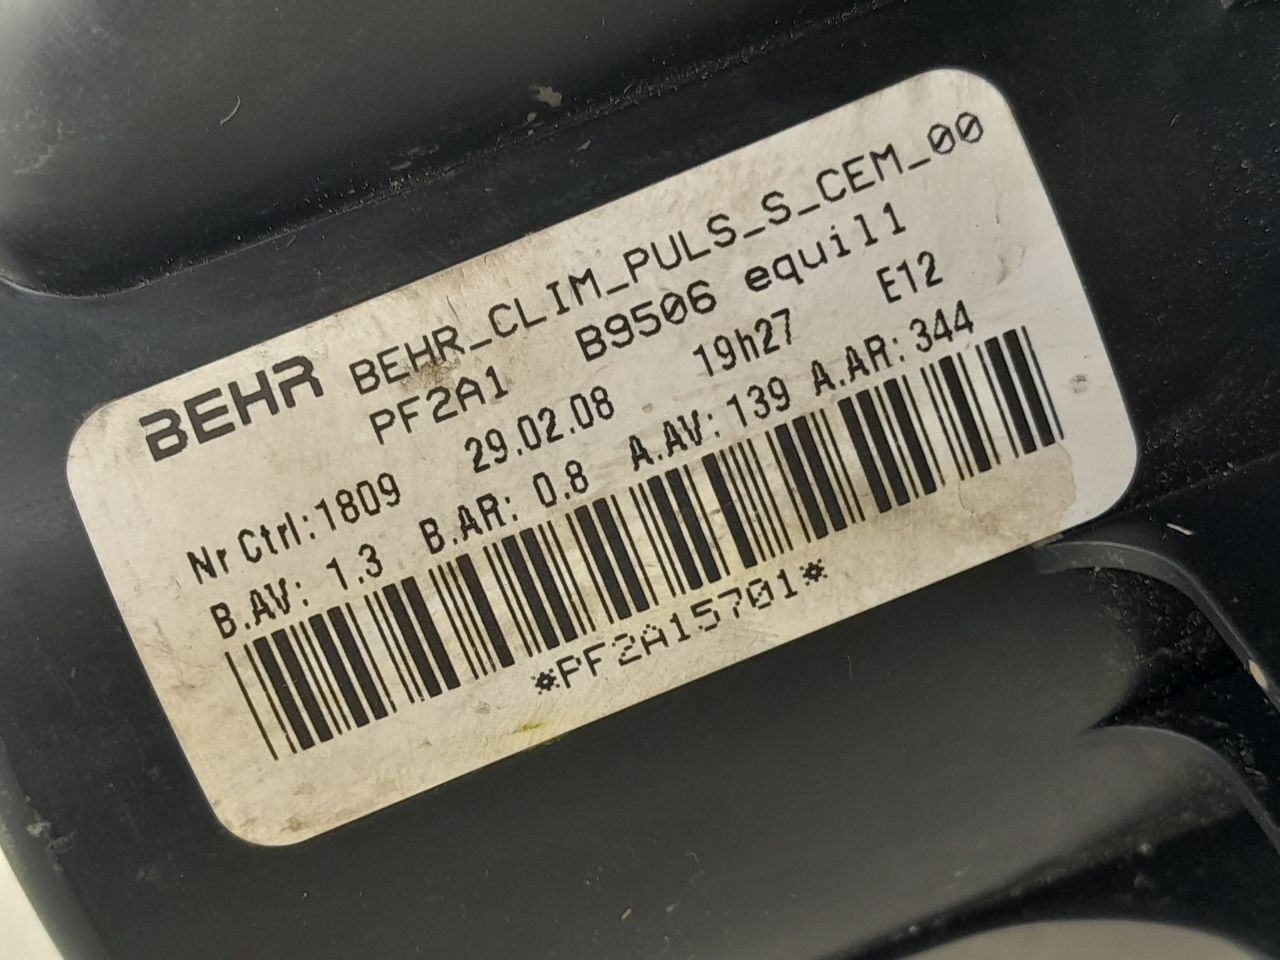 BEHR BEHR_CLIM_PULS_S_CEM_00
PF2A1 B9506 equil1
Nr Ctrl:1809 29.02.08 19h27 E12
B.AV: 1.3 B.AR: 0.8 A.AV: 139 A.AR: 344
*PF2A15701*